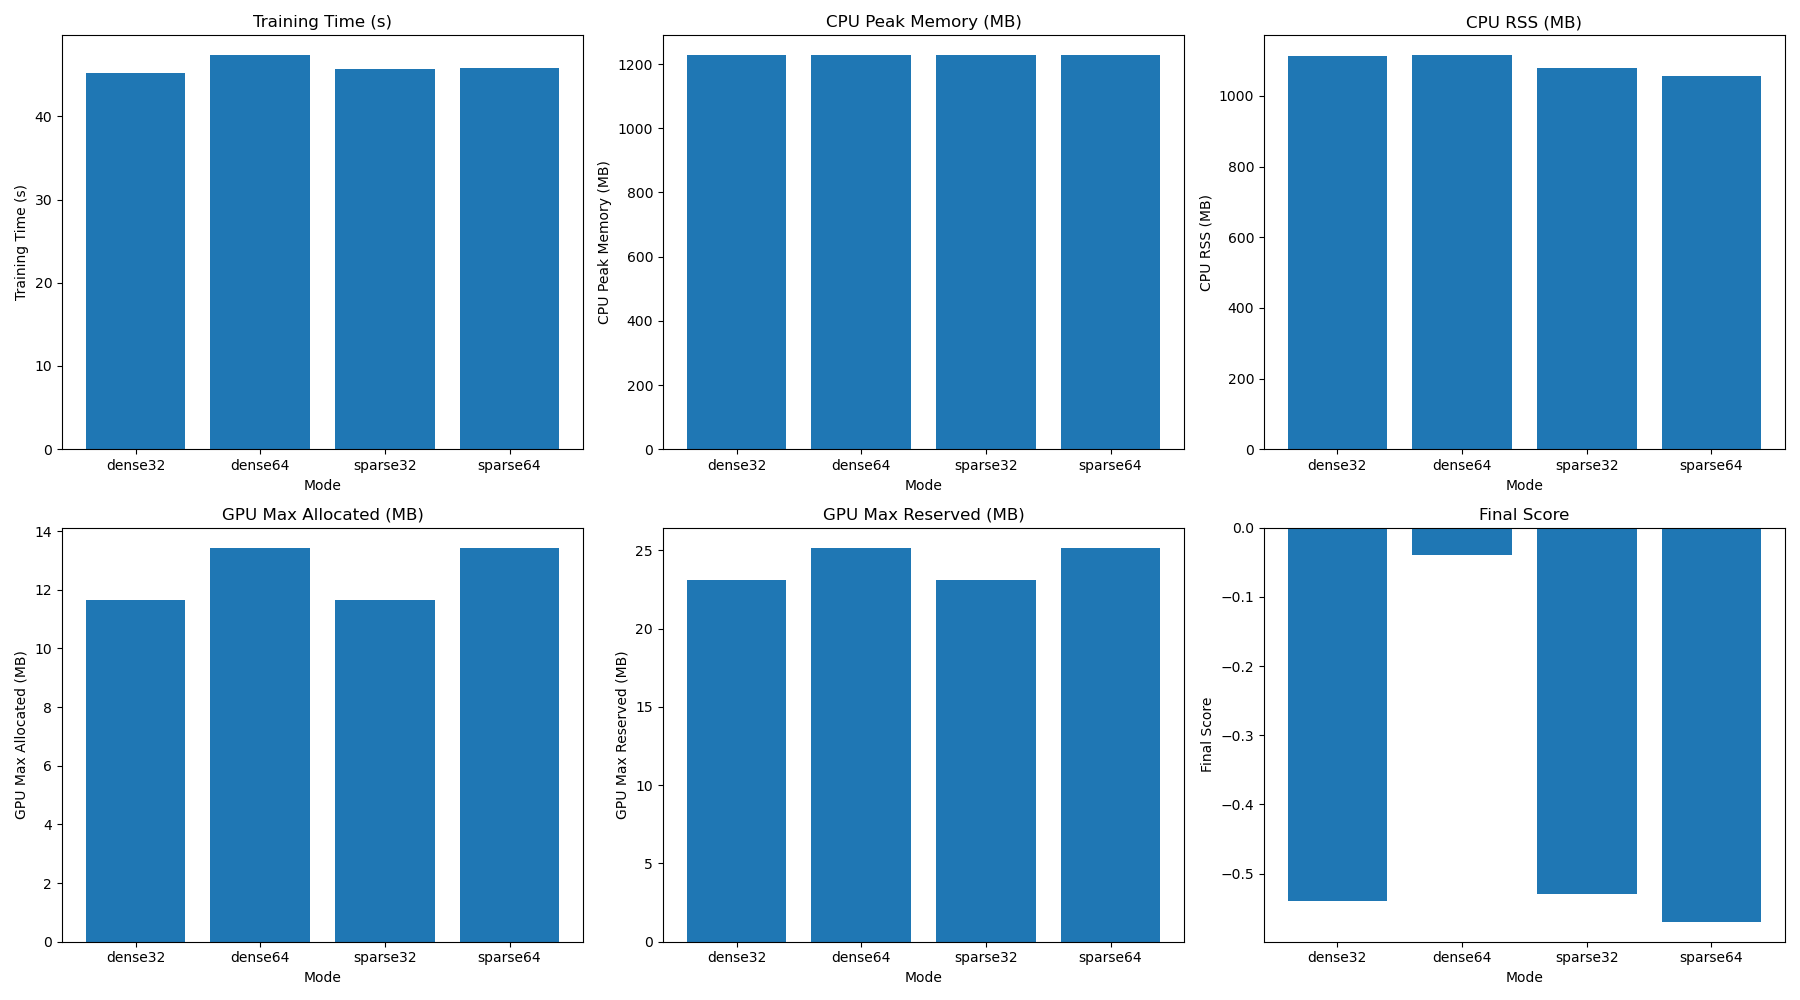 Training Time (s)
Training Time (s)
40
30
20
10
0
dense32 dense64 sparse32 sparse64
Mode
CPU Peak Memory (MB)
CPU Peak Memory (MB)
1200
1000
800
600
400
200
0
dense32 dense64 sparse32 sparse64
Mode
CPU RSS (MB)
CPU RSS (MB)
1000
800
600
400
200
0
dense32 dense64 sparse32 sparse64
Mode
GPU Max Allocated (MB)
GPU Max Allocated (MB)
14
12
10
8
6
4
2
0
dense32 dense64 sparse32 sparse64
Mode
GPU Max Reserved (MB)
GPU Max Reserved (MB)
25
20
15
10
5
0
dense32 dense64 sparse32 sparse64
Mode
Final Score
Final Score
0.0
−0.1
−0.2
−0.3
−0.4
−0.5
dense32 dense64 sparse32 sparse64
Mode